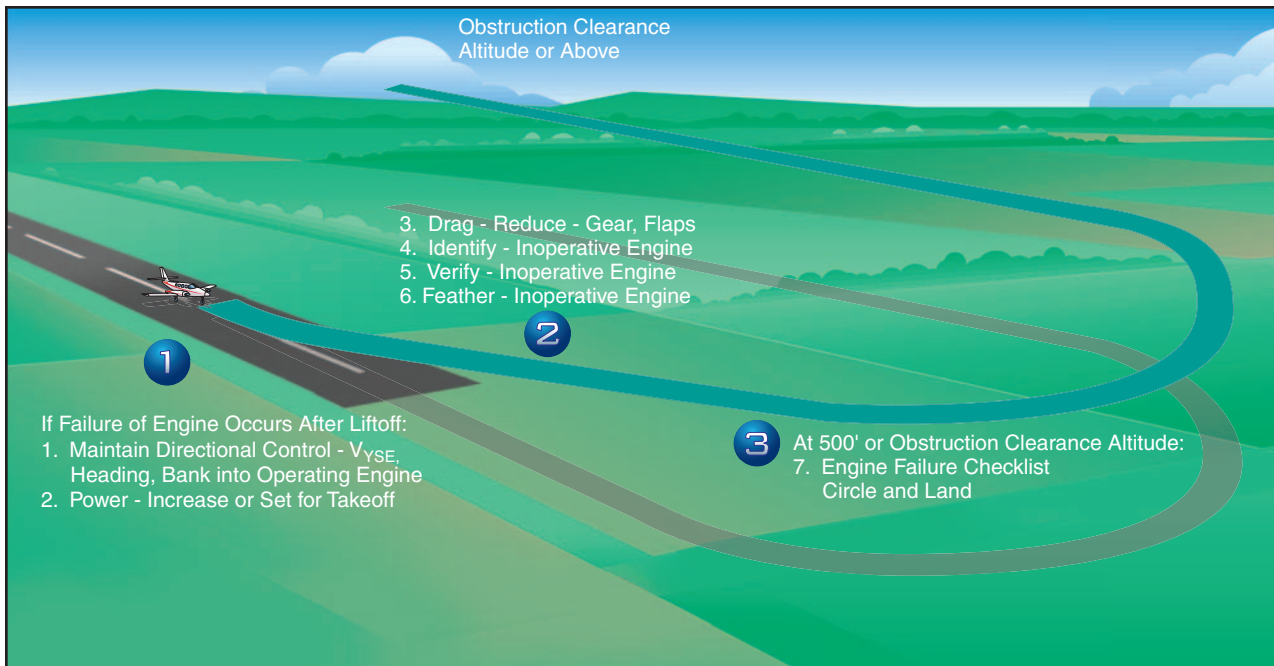 Obstruction Clearance
Altitude or Above
3. Drag - Reduce - Gear, Flaps
4. Identify - Inoperative Engine
5. Verify - Inoperative Engine
6. Feather - Inoperative Engine
2
1
If Failure of Engine Occurs After Liftoff:
1. Maintain Directional Control - VYSE,
Heading, Bank into Operating Engine
2. Power - Increase or Set for Takeoff
3
At 500' or Obstruction Clearance Altitude:
7. Engine Failure Checklist
Circle and Land